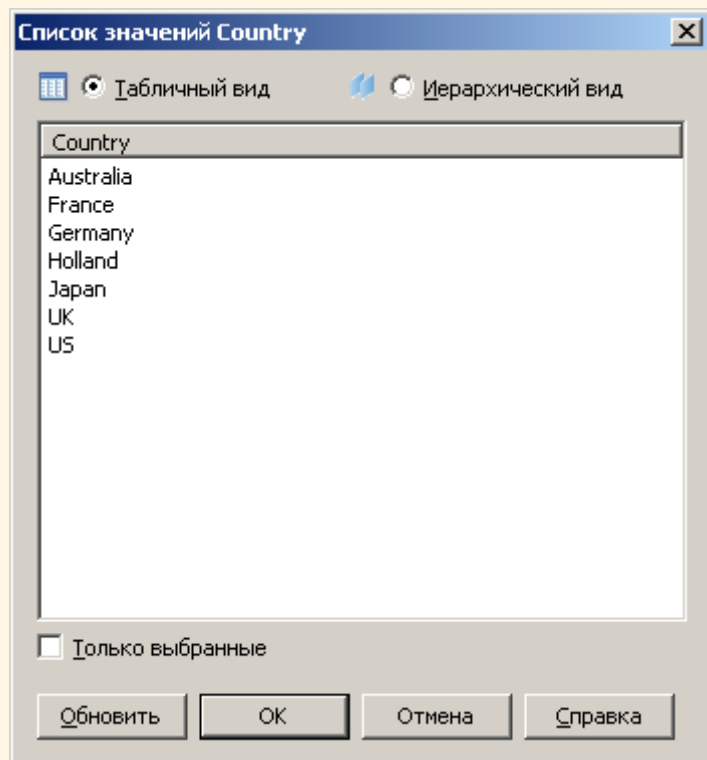 Список значений Country
Табличный вид Иерархический вид
Country
Australia
France
Germany
Holland
Japan
UK
US
Только выбранные
Обновить OK Отмена Справка